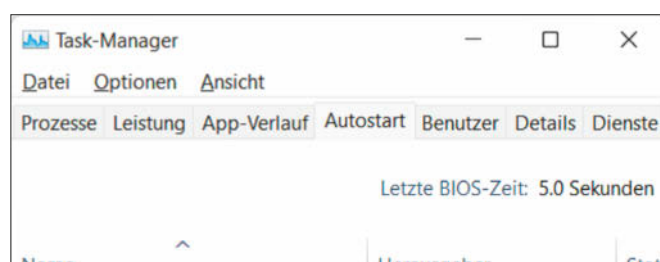 Task-Manager
Datei Optionen Ansicht
Prozesse Leistung App-Verlauf Autostart Benutzer Details Dienste
Letzte BIOS-Zeit: 5.0 Sekunden